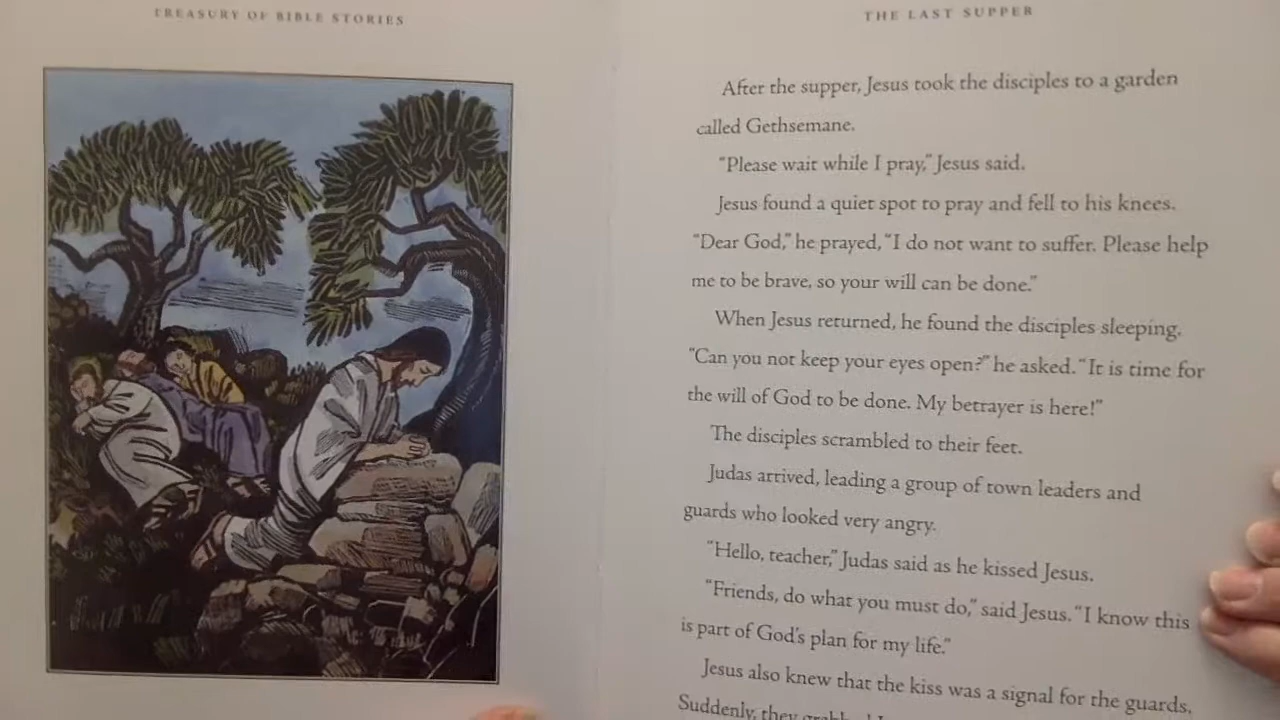 TREASURY OF BIBLE STORIES
THE LAST SUPPER
After the supper, Jesus took the disciples to a garden
called Gethsemane.
“Please wait while I pray,” Jesus said.
Jesus found a quiet spot to pray and fell to his knees.
“Dear God,” he prayed, “I do not want to suffer. Please help
me to be brave, so your will can be done.”
When Jesus returned, he found the disciples sleeping.
“Can you not keep your eyes open?” he asked. “It is time for
the will of God to be done. My betrayer is here!”
The disciples scrambled to their feet.
Judas arrived, leading a group of town leaders and
guards who looked very angry.
“Hello, teacher,” Judas said as he kissed Jesus.
“Friends, do what you must do,” said Jesus. “I know this
is part of God’s plan for my life.”
Jesus also knew that the kiss was a signal for the guards.
Suddenly, they